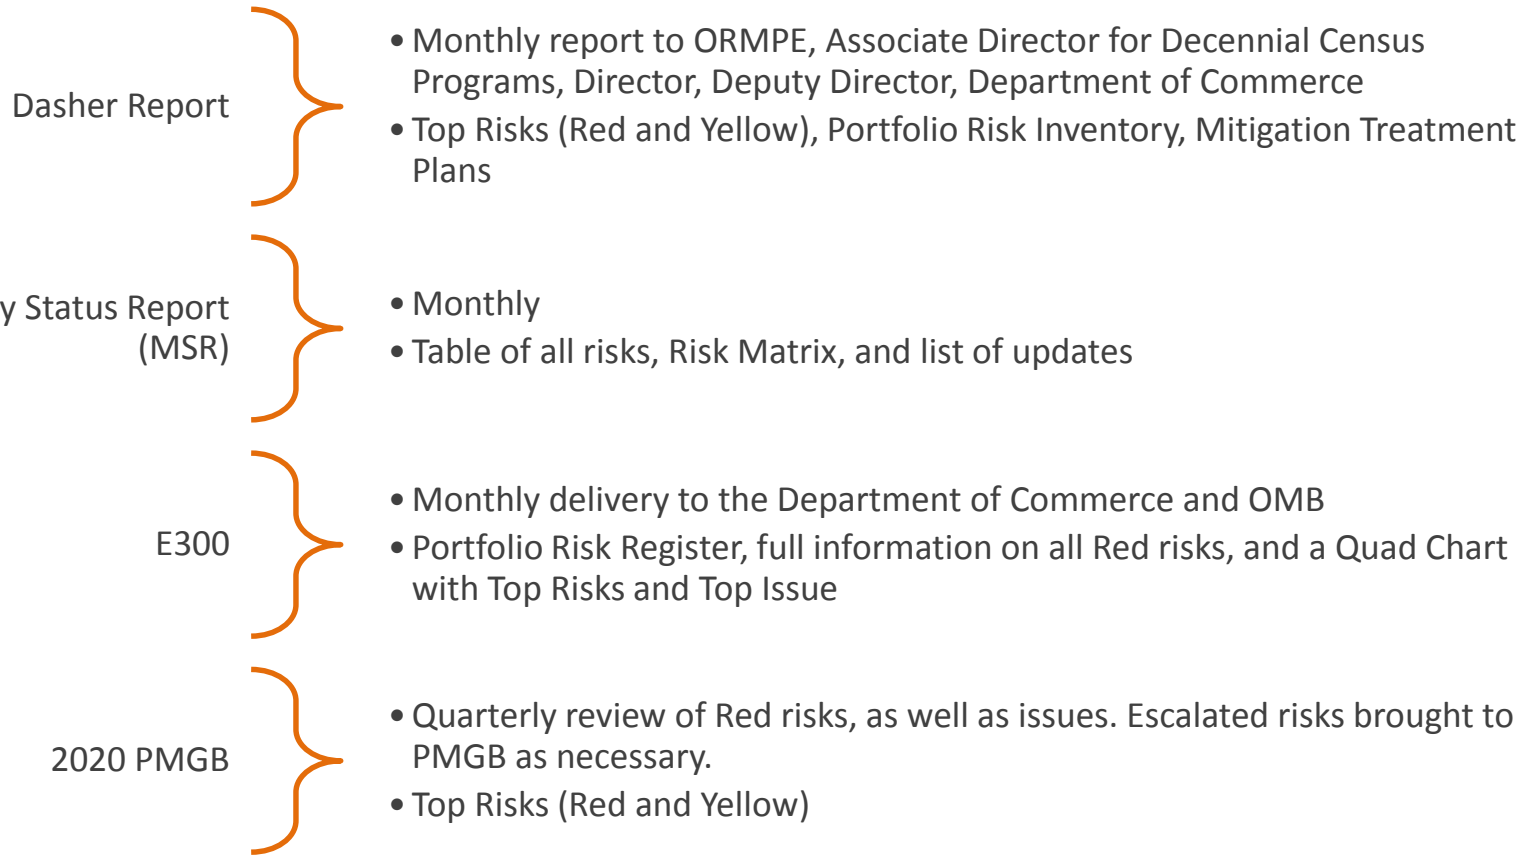 Dasher Report
• Monthly report to ORMPE, Associate Director for Decennial Census
Programs, Director, Deputy Director, Department of Commerce
• Top Risks (Red and Yellow), Portfolio Risk Inventory, Mitigation Treatment
Plans
y Status Report
(MSR)
• Monthly
• Table of all risks, Risk Matrix, and list of updates
E300
• Monthly delivery to the Department of Commerce and OMB
• Portfolio Risk Register, full information on all Red risks, and a Quad Chart
with Top Risks and Top Issue
2020 PMGB
• Quarterly review of Red risks, as well as issues. Escalated risks brought to
PMGB as necessary.
• Top Risks (Red and Yellow)